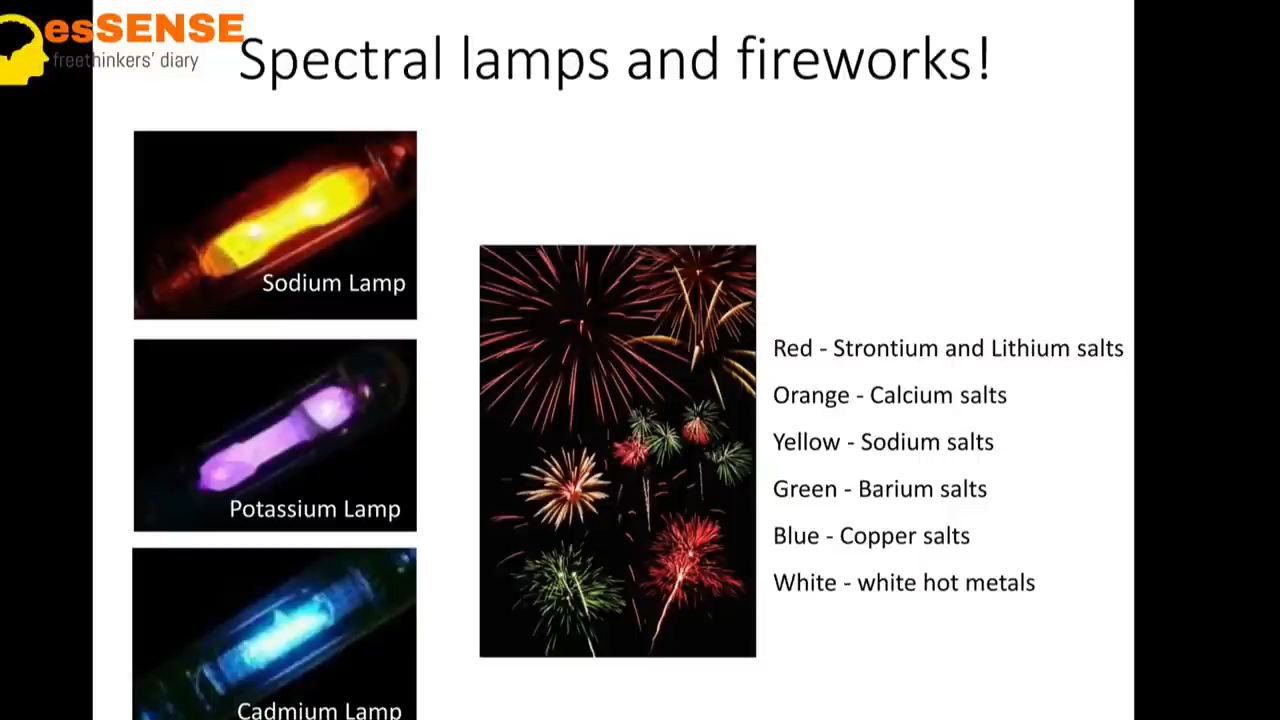 esSENSE
freethinkers' diary
Spectral lamps and fireworks!
Sodium Lamp
Potassium Lamp
Cadmium Lamp
Red - Strontium and Lithium salts
Orange - Calcium salts
Yellow - Sodium salts
Green - Barium salts
Blue - Copper salts
White - white hot metals